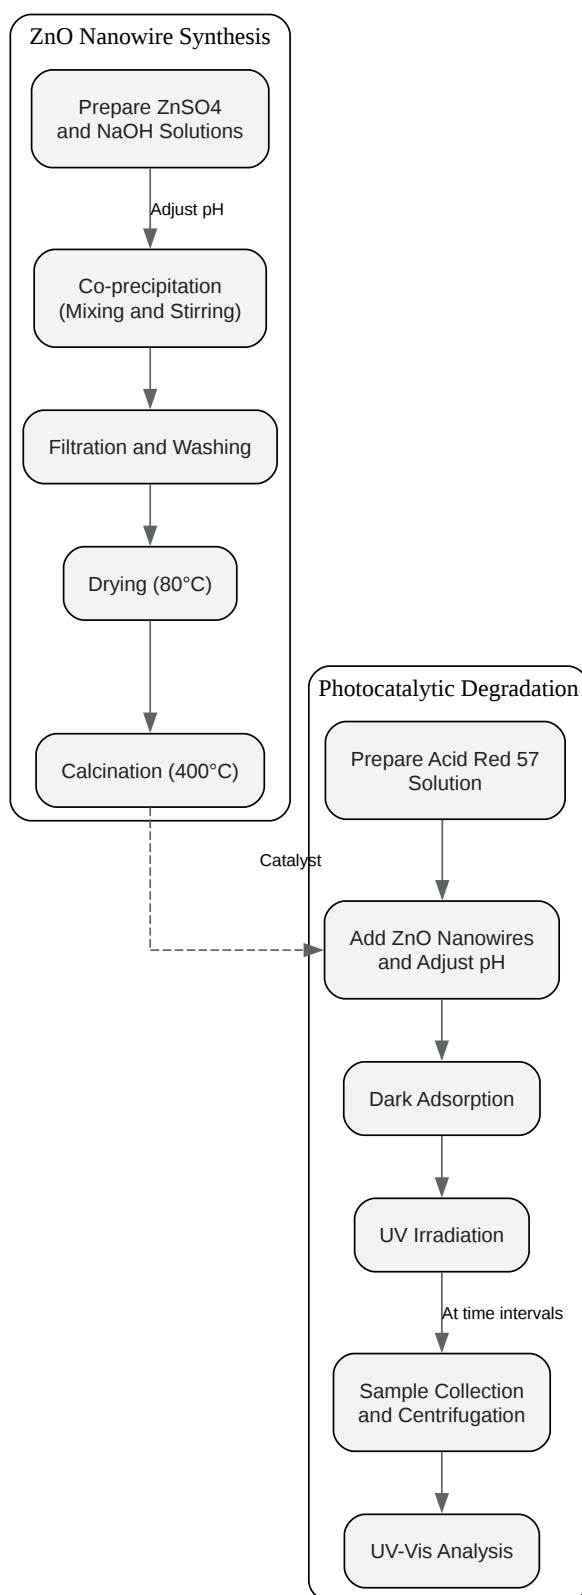 ZnO Nanowire Synthesis
Prepare ZnSO4
and NaOH Solutions
Adjust pH
Co-precipitation
(Mixing and Stirring)
Filtration and Washing
Drying (80°C)
Calcination (400°C)
Photocatalytic Degradation
Prepare Acid Red 57
Solution
Catalyst
Add ZnO Nanowires
and Adjust pH
Dark Adsorption
UV Irradiation
At time intervals
Sample Collection
and Centrifugation
UV-Vis Analysis